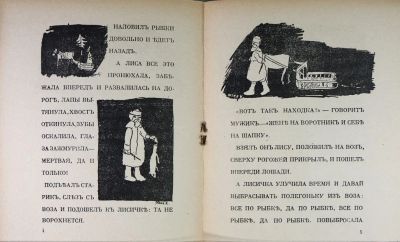 НАЛОВИЛЪ РЫБКИ
ДОВОЛЬНО И ѢДЕТЪ
НАЗАДЪ.
А ЛИСА ВСЕ ЭТО
ПРОНЮХАЛА, ЗАБѢ-
ЖАЛА ВПЕРЕДЪ И РАЗВАЛИЛАСЬ НА ДО-
РОГѢ, ЛАПЫ ВЫ-
ТЯНУЛА, ХВОСТЪ
ОТКИНУЛА, ЗУБЫ
ОСКАЛИЛА, ГЛА-
ЗА ЗАЖМУРИЛА—
МЕРТВАЯ, ДА И
ТОЛЬКО!
ПОДЪѢХАЛЪ СТА-
РИКЪ, СЛѢЗЪ СЪ
ВОЗА И ПОДОШЕЛЪ КЪ ЛИСИЧКѢ: ТА НЕ
ВОРОХНЕТСЯ.
4
«ВОТЪ ТАКЪ НАХОДКА!» — ГОВОРИТЪ
МУЖИКЪ.—«ЖЕНѢ НА ВОРОТНИКЪ И СЕБѢ
НА ШАПКУ».
ВЗЯЛЪ ОНЪ ЛИСУ, ПОЛОЖИЛЪ НА ВОЗЪ,
СВЕРХУ РОГОЖЕЙ ПРИКРЫЛЪ, И ПОШЕЛЪ
ВПЕРЕДИ ЛОШАДИ.
А ЛИСИЧКА УЛУЧИЛА ВРЕМЯ И ДАВАЙ
ВЫБРАСЫВАТЬ ПОЛЕГОНЬКУ ИЗЪ ВОЗА:
ВСЕ ПО РЫБКѢ, ДА ПО РЫБКѢ, ВСЕ ПО
РЫБКѢ, ДА ПО РЫБКѢ. ПОВЫБРОСАЛА
5